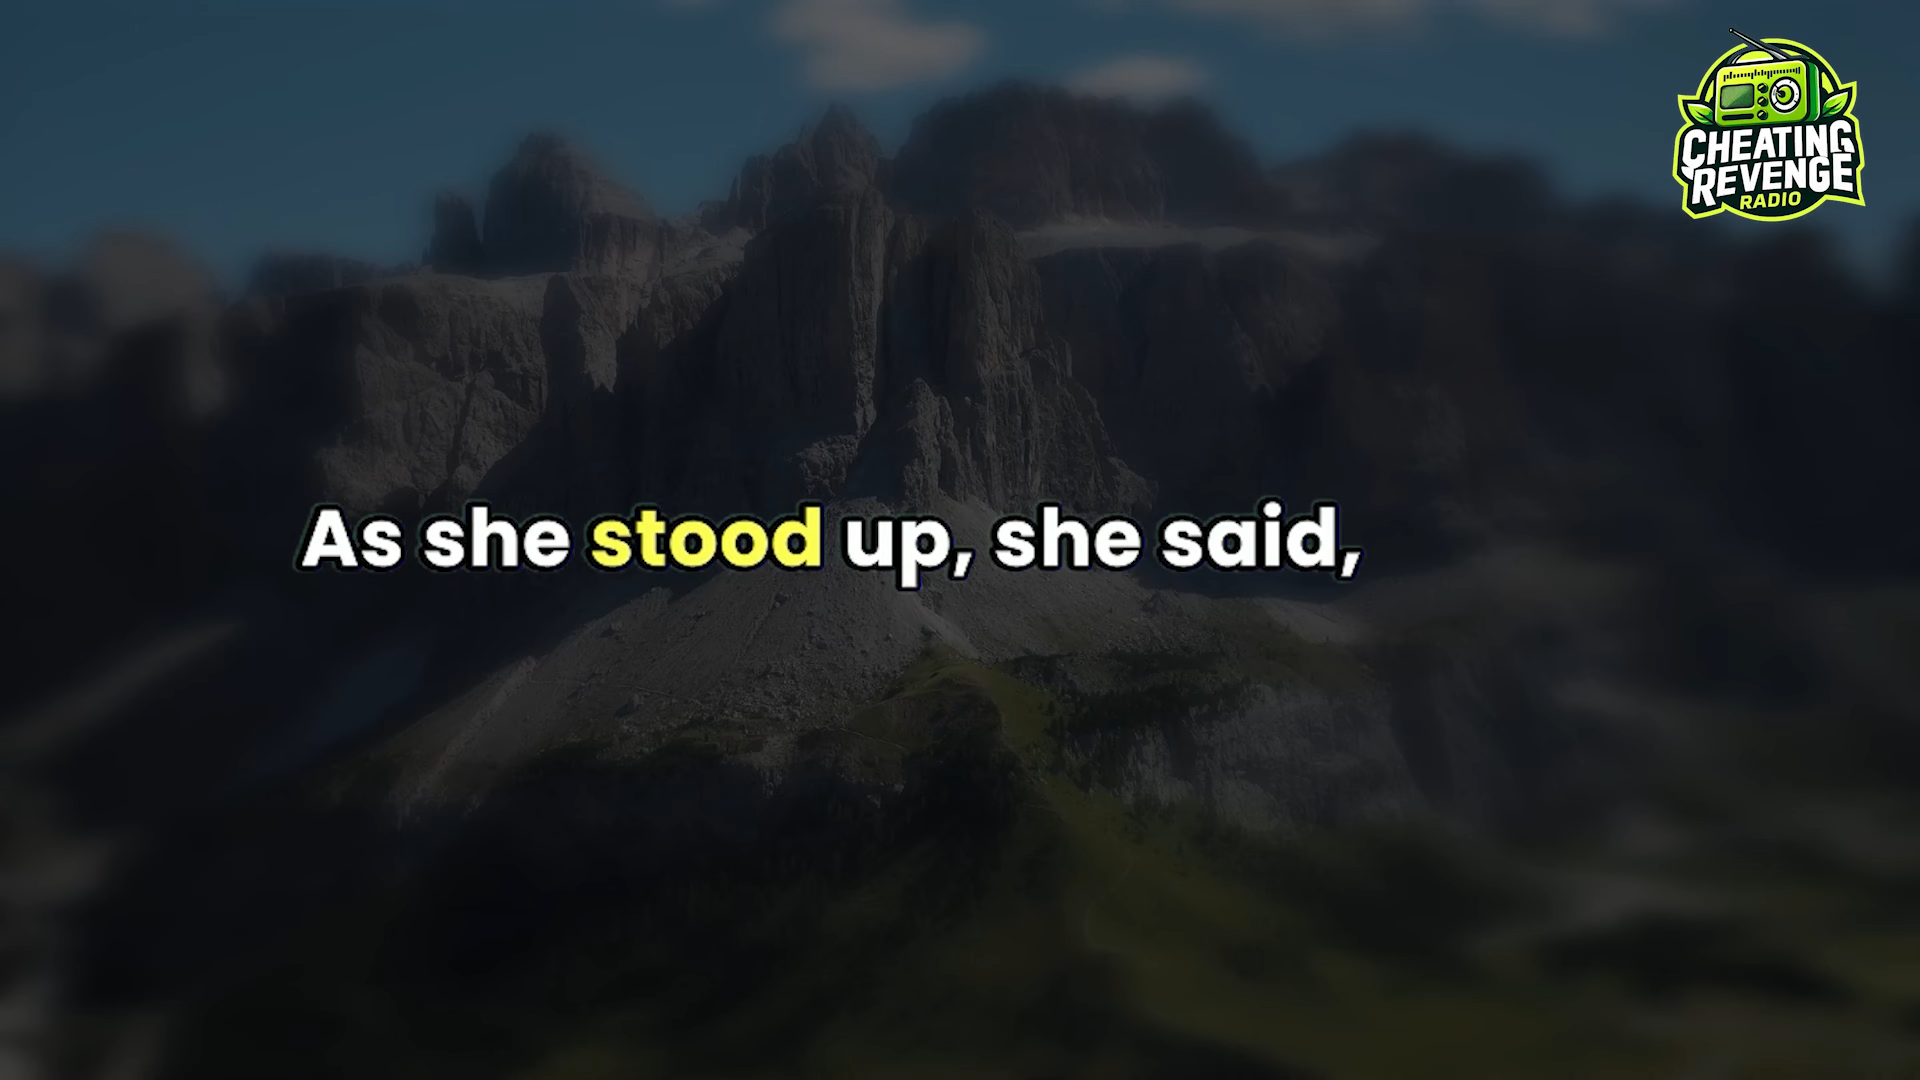 CHEATING
REVENGE
RADIO
As she stood up, she said,